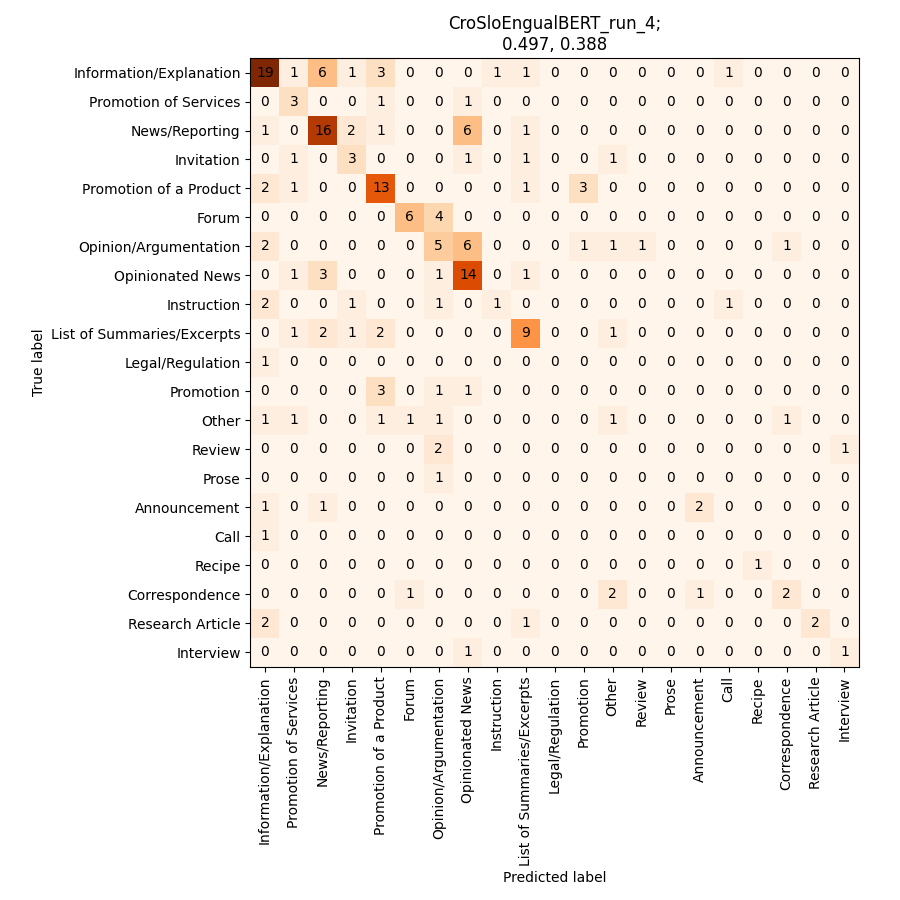 CroSloEngualBERT_run_4;
0.497, 0.388
Information/Explanation 19 1 6 1 3 0 0 0 1 1 0 0 0 0 0 0 1 0 0 0 0
Promotion of Services 0 3 0 0 1 0 0 1 0 0 0 0 0 0 0 0 0 0 0 0 0
News/Reporting 1 0 16 2 1 0 0 6 0 1 0 0 0 0 0 0 0 0 0 0 0
Invitation 0 1 0 3 0 0 0 1 0 1 0 0 1 0 0 0 0 0 0 0 0
Promotion of a Product 2 1 0 0 13 0 0 0 0 1 0 3 0 0 0 0 0 0 0 0 0
Forum 0 0 0 0 0 6 4 0 0 0 0 0 0 0 0 0 0 0 0 0 0
Opinion/Argumentation 2 0 0 0 0 0 5 6 0 0 0 1 1 1 0 0 0 0 1 0 0
Opinionated News 0 1 3 0 0 0 1 14 0 1 0 0 0 0 0 0 0 0 0 0 0
Instruction 2 0 0 1 0 0 1 0 1 0 0 0 0 0 0 0 1 0 0 0 0
List of Summaries/Excerpts 0 1 2 1 2 0 0 0 0 9 0 0 1 0 0 0 0 0 0 0 0
Legal/Regulation 1 0 0 0 0 0 0 0 0 0 0 0 0 0 0 0 0 0 0 0 0
Promotion 0 0 0 0 3 0 1 1 0 0 0 0 0 0 0 0 0 0 0 0 0
Other 1 1 0 0 1 1 1 0 0 0 0 0 1 0 0 0 0 0 1 0 0
Review 0 0 0 0 0 0 2 0 0 0 0 0 0 0 0 0 0 0 0 0 1
Prose 0 0 0 0 0 0 1 0 0 0 0 0 0 0 0 0 0 0 0 0 0
Announcement 1 0 1 0 0 0 0 0 0 0 0 0 0 0 0 2 0 0 0 0 0
Call 1 0 0 0 0 0 0 0 0 0 0 0 0 0 0 0 0 0 0 0 0
Recipe 0 0 0 0 0 0 0 0 0 0 0 0 0 0 0 0 0 1 0 0 0
Correspondence 0 0 0 0 0 1 0 0 0 0 0 0 2 0 0 1 0 0 2 0 0
Research Article 2 0 0 0 0 0 0 0 0 1 0 0 0 0 0 0 0 0 0 2 0
Interview 0 0 0 0 0 0 0 1 0 0 0 0 0 0 0 0 0 0 0 0 1
True label
Information/Explanation
Promotion of Services
News/Reporting
Invitation
Promotion of a Product
Forum
Opinion/Argumentation
Opinionated News
Instruction
List of Summaries/Excerpts
Legal/Regulation
Promotion
Other
Review
Prose
Announcement
Call
Recipe
Correspondence
Research Article
Interview
Predicted label